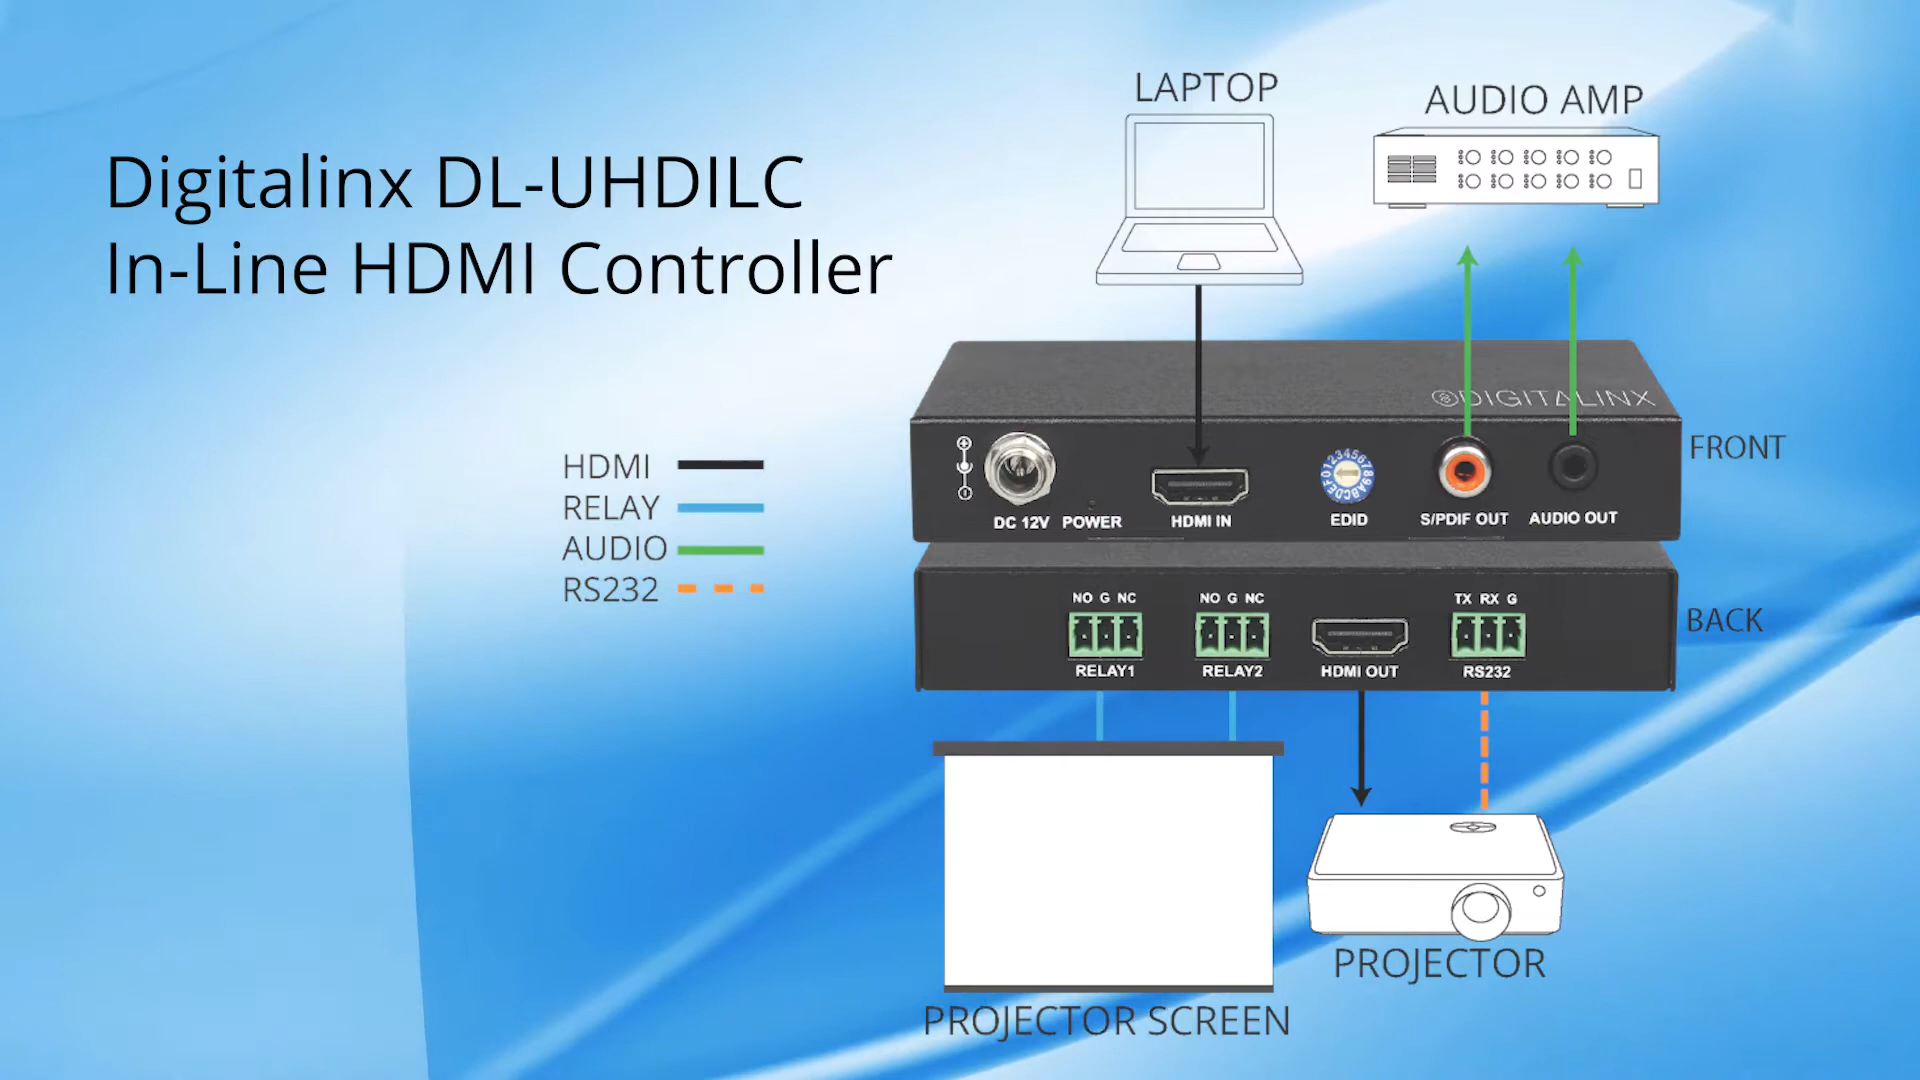 Digitalinx DL-UHDILC
In-Line HDMI Controller
LAPTOP
AUDIO AMP
HDMI
RELAY
AUDIO
RS232
DIGITALINX
FRONT
DC 12V
POWER
HDMI IN
0123456789ABCDEF
EDID
S/PDIF OUT
AUDIO OUT
BACK
NO G NC
RELAY1
NO G NC
RELAY2
HDMI OUT
TX RX G
RS232
PROJECTOR SCREEN
PROJECTOR